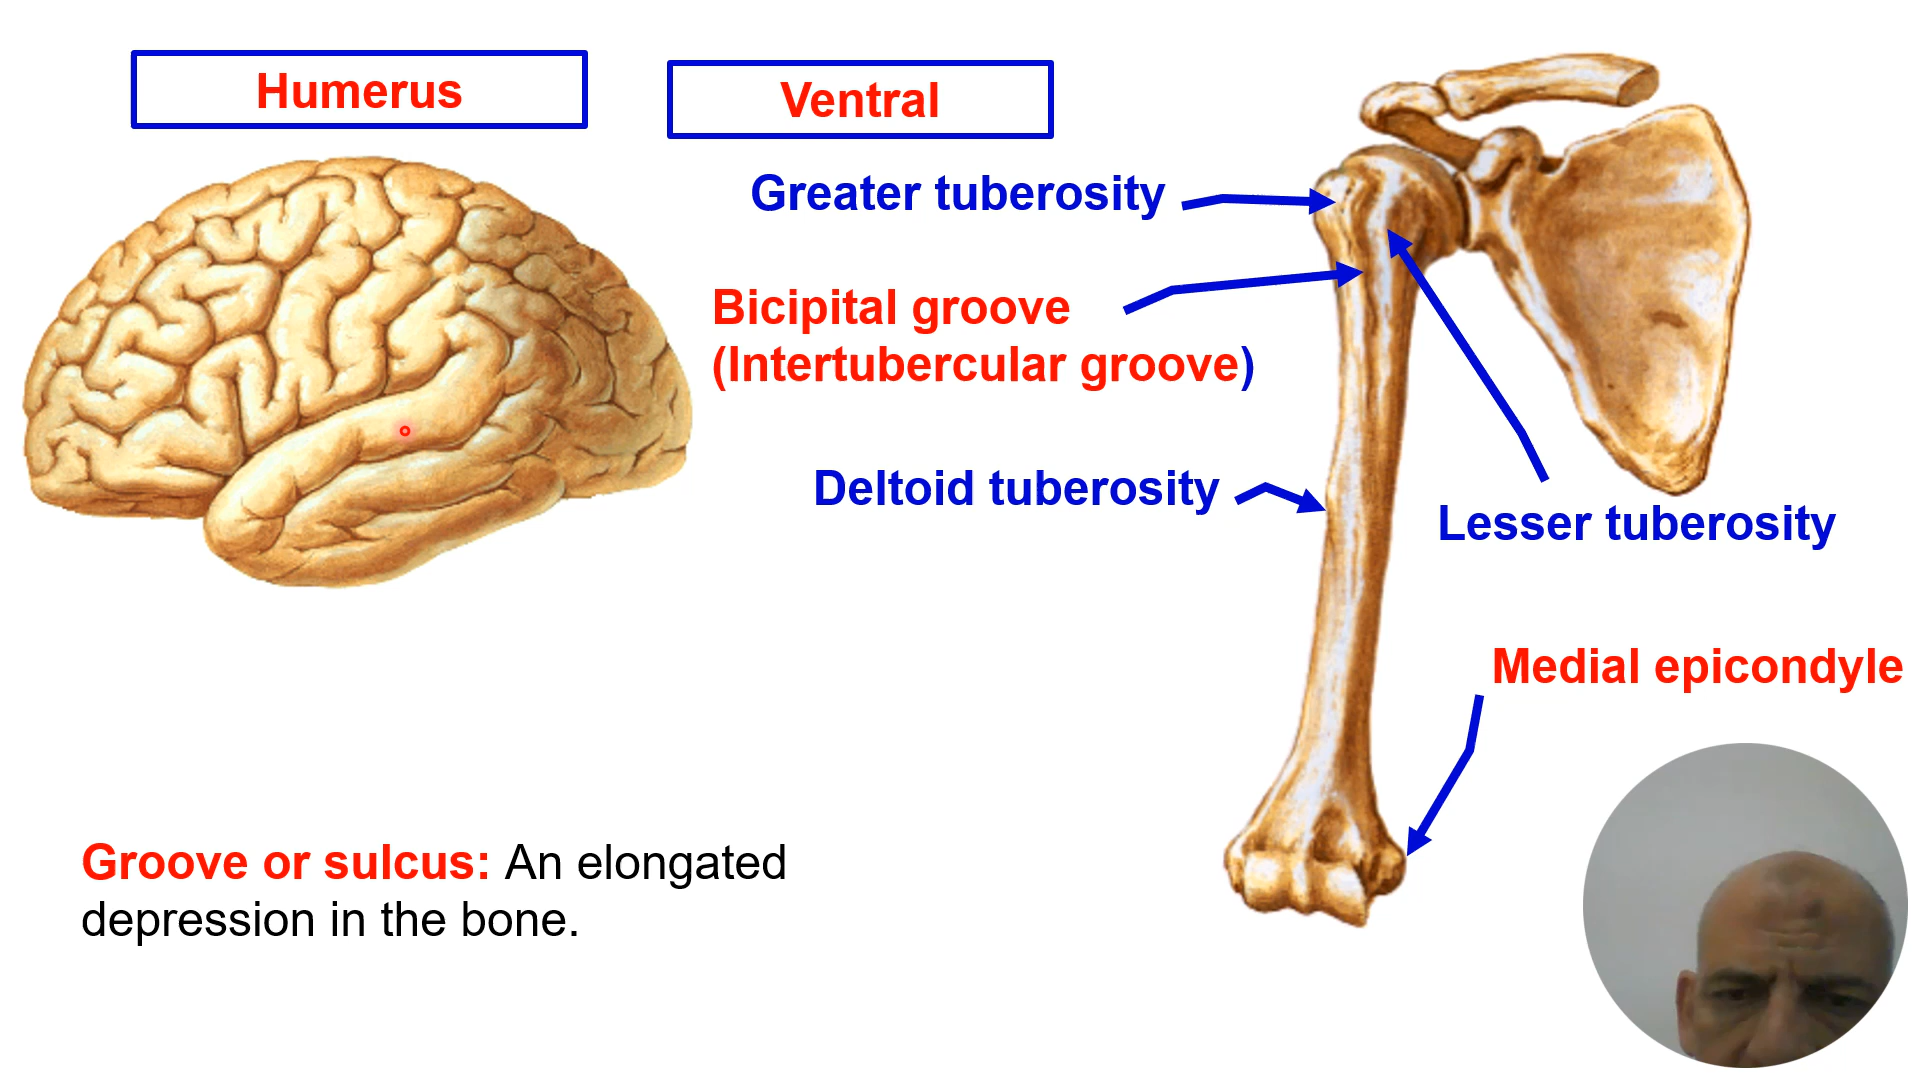 Humerus
Ventral
Greater tuberosity
Bicipital groove
(Intertubercular groove)
Deltoid tuberosity
Lesser tuberosity
Medial epicondyle
Groove or sulcus: An elongated
depression in the bone.